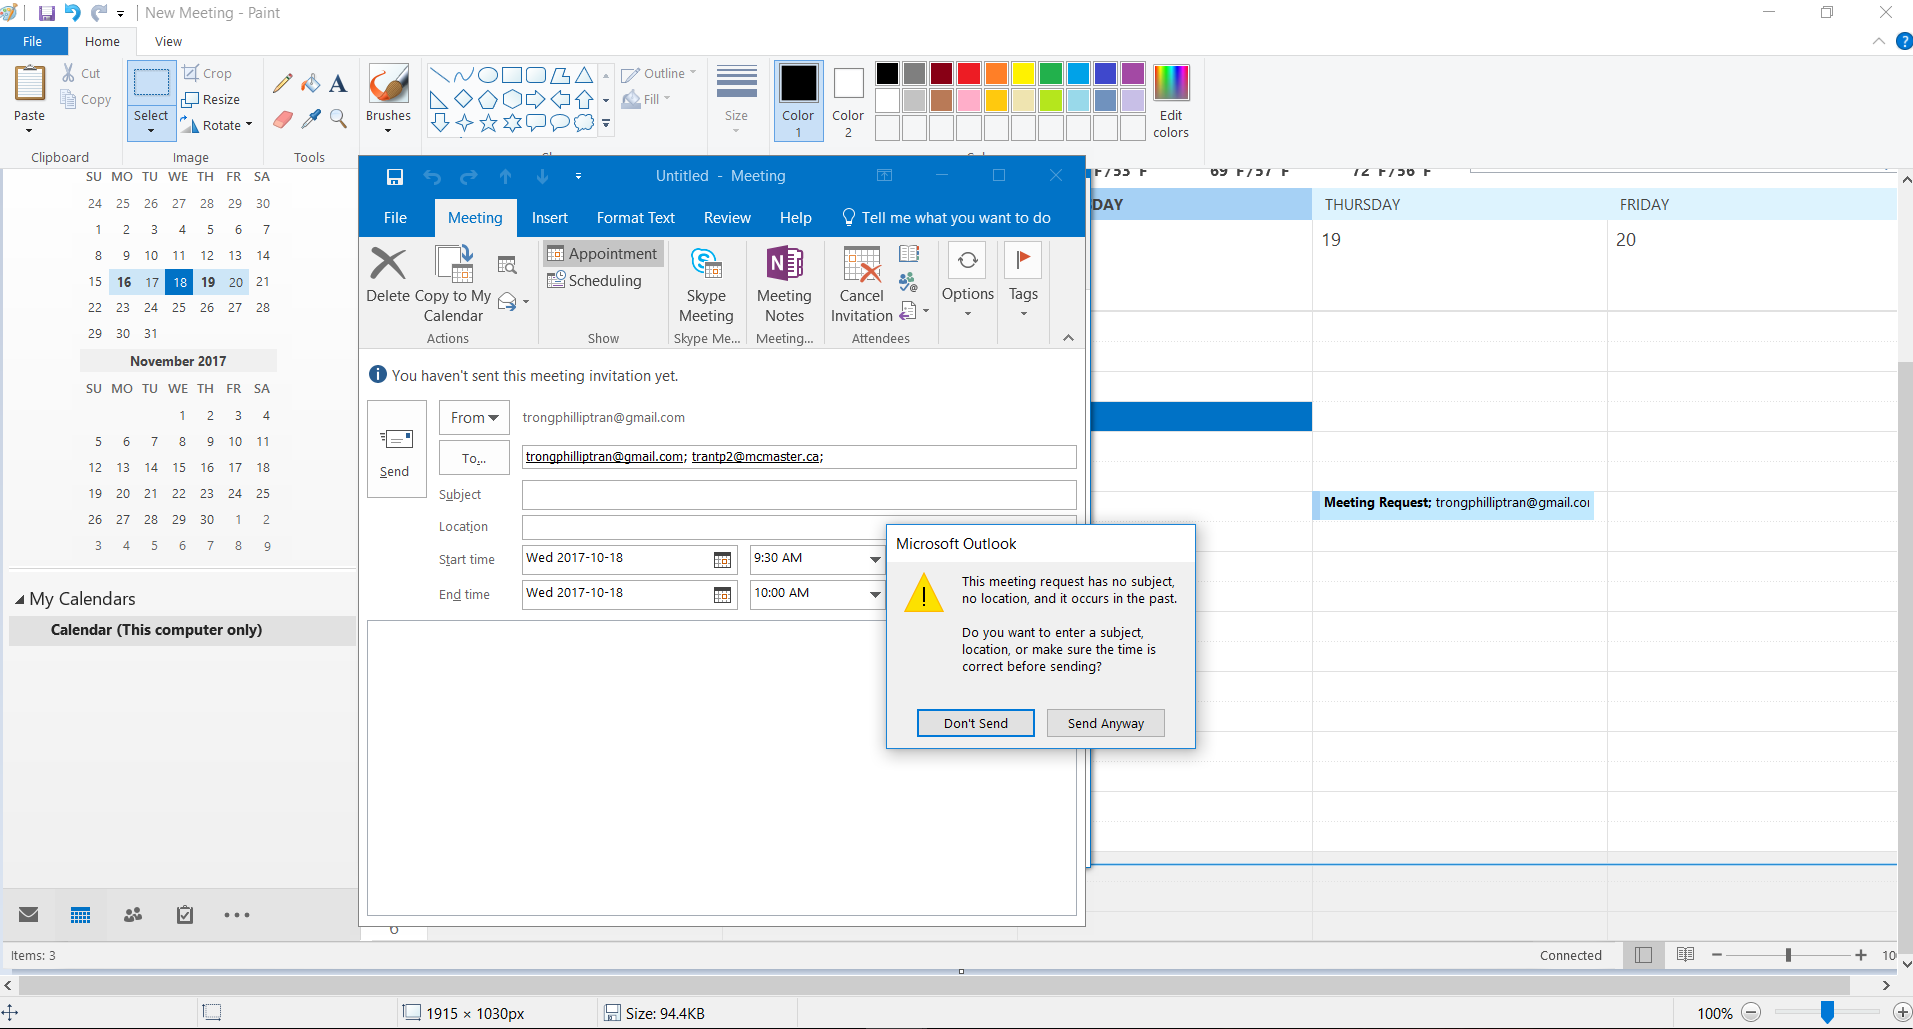 New Meeting - Paint
File
Home
View
Paste
Cut
Copy
Clipboard
Select
Crop
Resize
Rotate
Image
Tools
Brushes
Outline
Fill
Size
Color 1
Color 2
Edit colors
SU MO TU WE TH FR SA
24 25 26 27 28 29 30
1 2 3 4 5 6 7
8 9 10 11 12 13 14
15 16 17 18 19 20 21
22 23 24 25 26 27 28
29 30 31
November 2017
SU MO TU WE TH FR SA
1 2 3 4
5 6 7 8 9 10 11
12 13 14 15 16 17 18
19 20 21 22 23 24 25
26 27 28 29 30 1 2
3 4 5 6 7 8 9
My Calendars
Calendar (This computer only)
Items: 3
Untitled - Meeting
File Meeting Insert Format Text Review Help Tell me what you want to do
Delete
Copy to My
Calendar
Actions
Appointment
Scheduling
Show
Skype
Meeting
Skype Me...
Meeting
Notes
Meeting...
Cancel
Invitation
Attendees
Options
Tags
You haven't sent this meeting invitation yet.
Send
From
trongphilliptran@gmail.com
To...
trongphilliptran@gmail.com; trantp2@mcmaster.ca;
Subject
Location
Start time
Wed 2017-10-18
9:30 AM
End time
Wed 2017-10-18
10:00 AM
Microsoft Outlook
This meeting request has no subject,
no location, and it occurs in the past.
Do you want to enter a subject,
location, or make sure the time is
correct before sending?
Don't Send
Send Anyway
F/53 F
69 F/57 F
72 F/56 F
DAY
THURSDAY
FRIDAY
19
20
Meeting Request; trongphilliptran@gmail.co
6
Connected
10
1915 × 1030px
Size: 94.4KB
100%